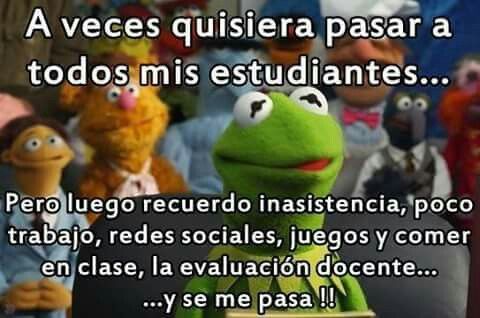 A veces quisiera pasar a
todos mis estudiantes...
Pero luego recuerdo inasistencia, poco
trabajo, redes sociales, juegos y comer
en clase, la evaluación docente...
...y se me pasa !!